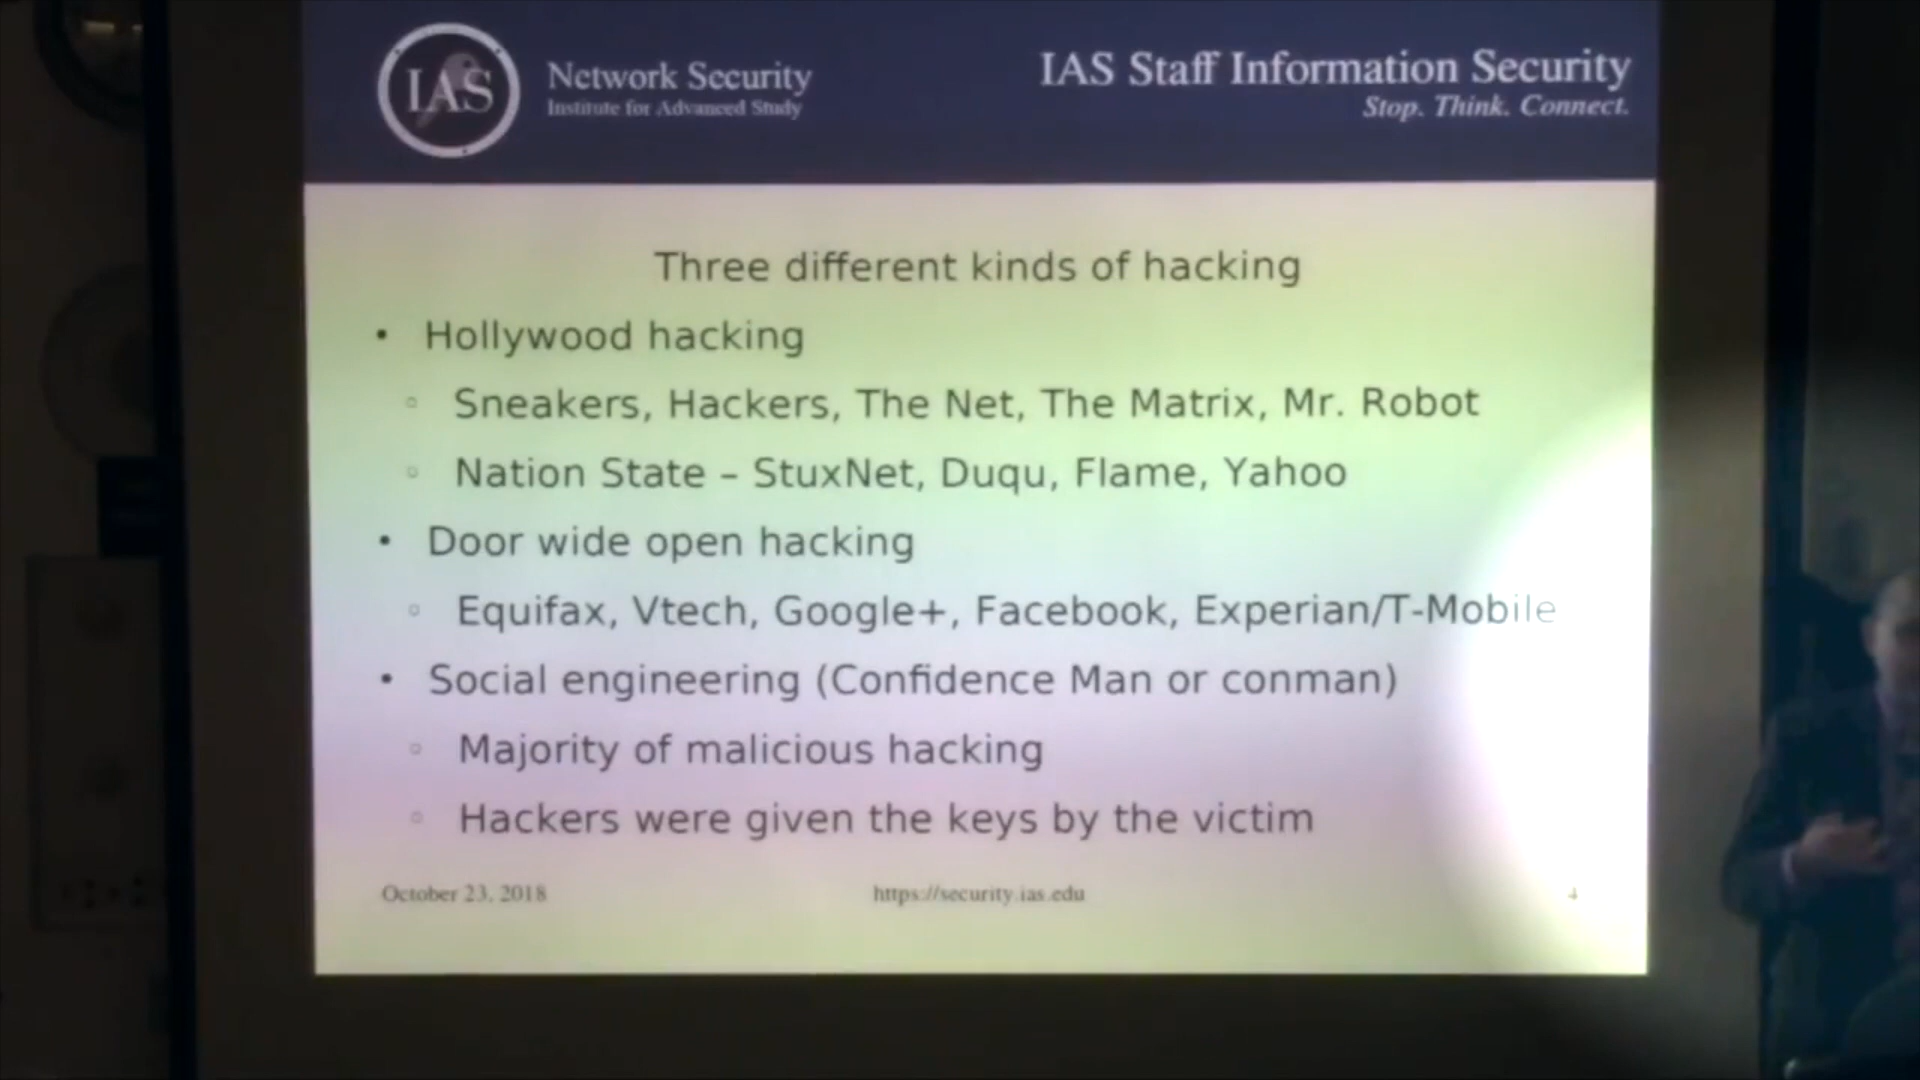 IAS
Network Security
Institute for Advanced Study
IAS Staff Information Security
Stop. Think. Connect.
Three different kinds of hacking
• Hollywood hacking
◦ Sneakers, Hackers, The Net, The Matrix, Mr. Robot
◦ Nation State – StuxNet, Duqu, Flame, Yahoo
• Door wide open hacking
◦ Equifax, Vtech, Google+, Facebook, Experian/T-Mobile
• Social engineering (Confidence Man or conman)
◦ Majority of malicious hacking
◦ Hackers were given the keys by the victim
October 23, 2018
https://security.ias.edu
4